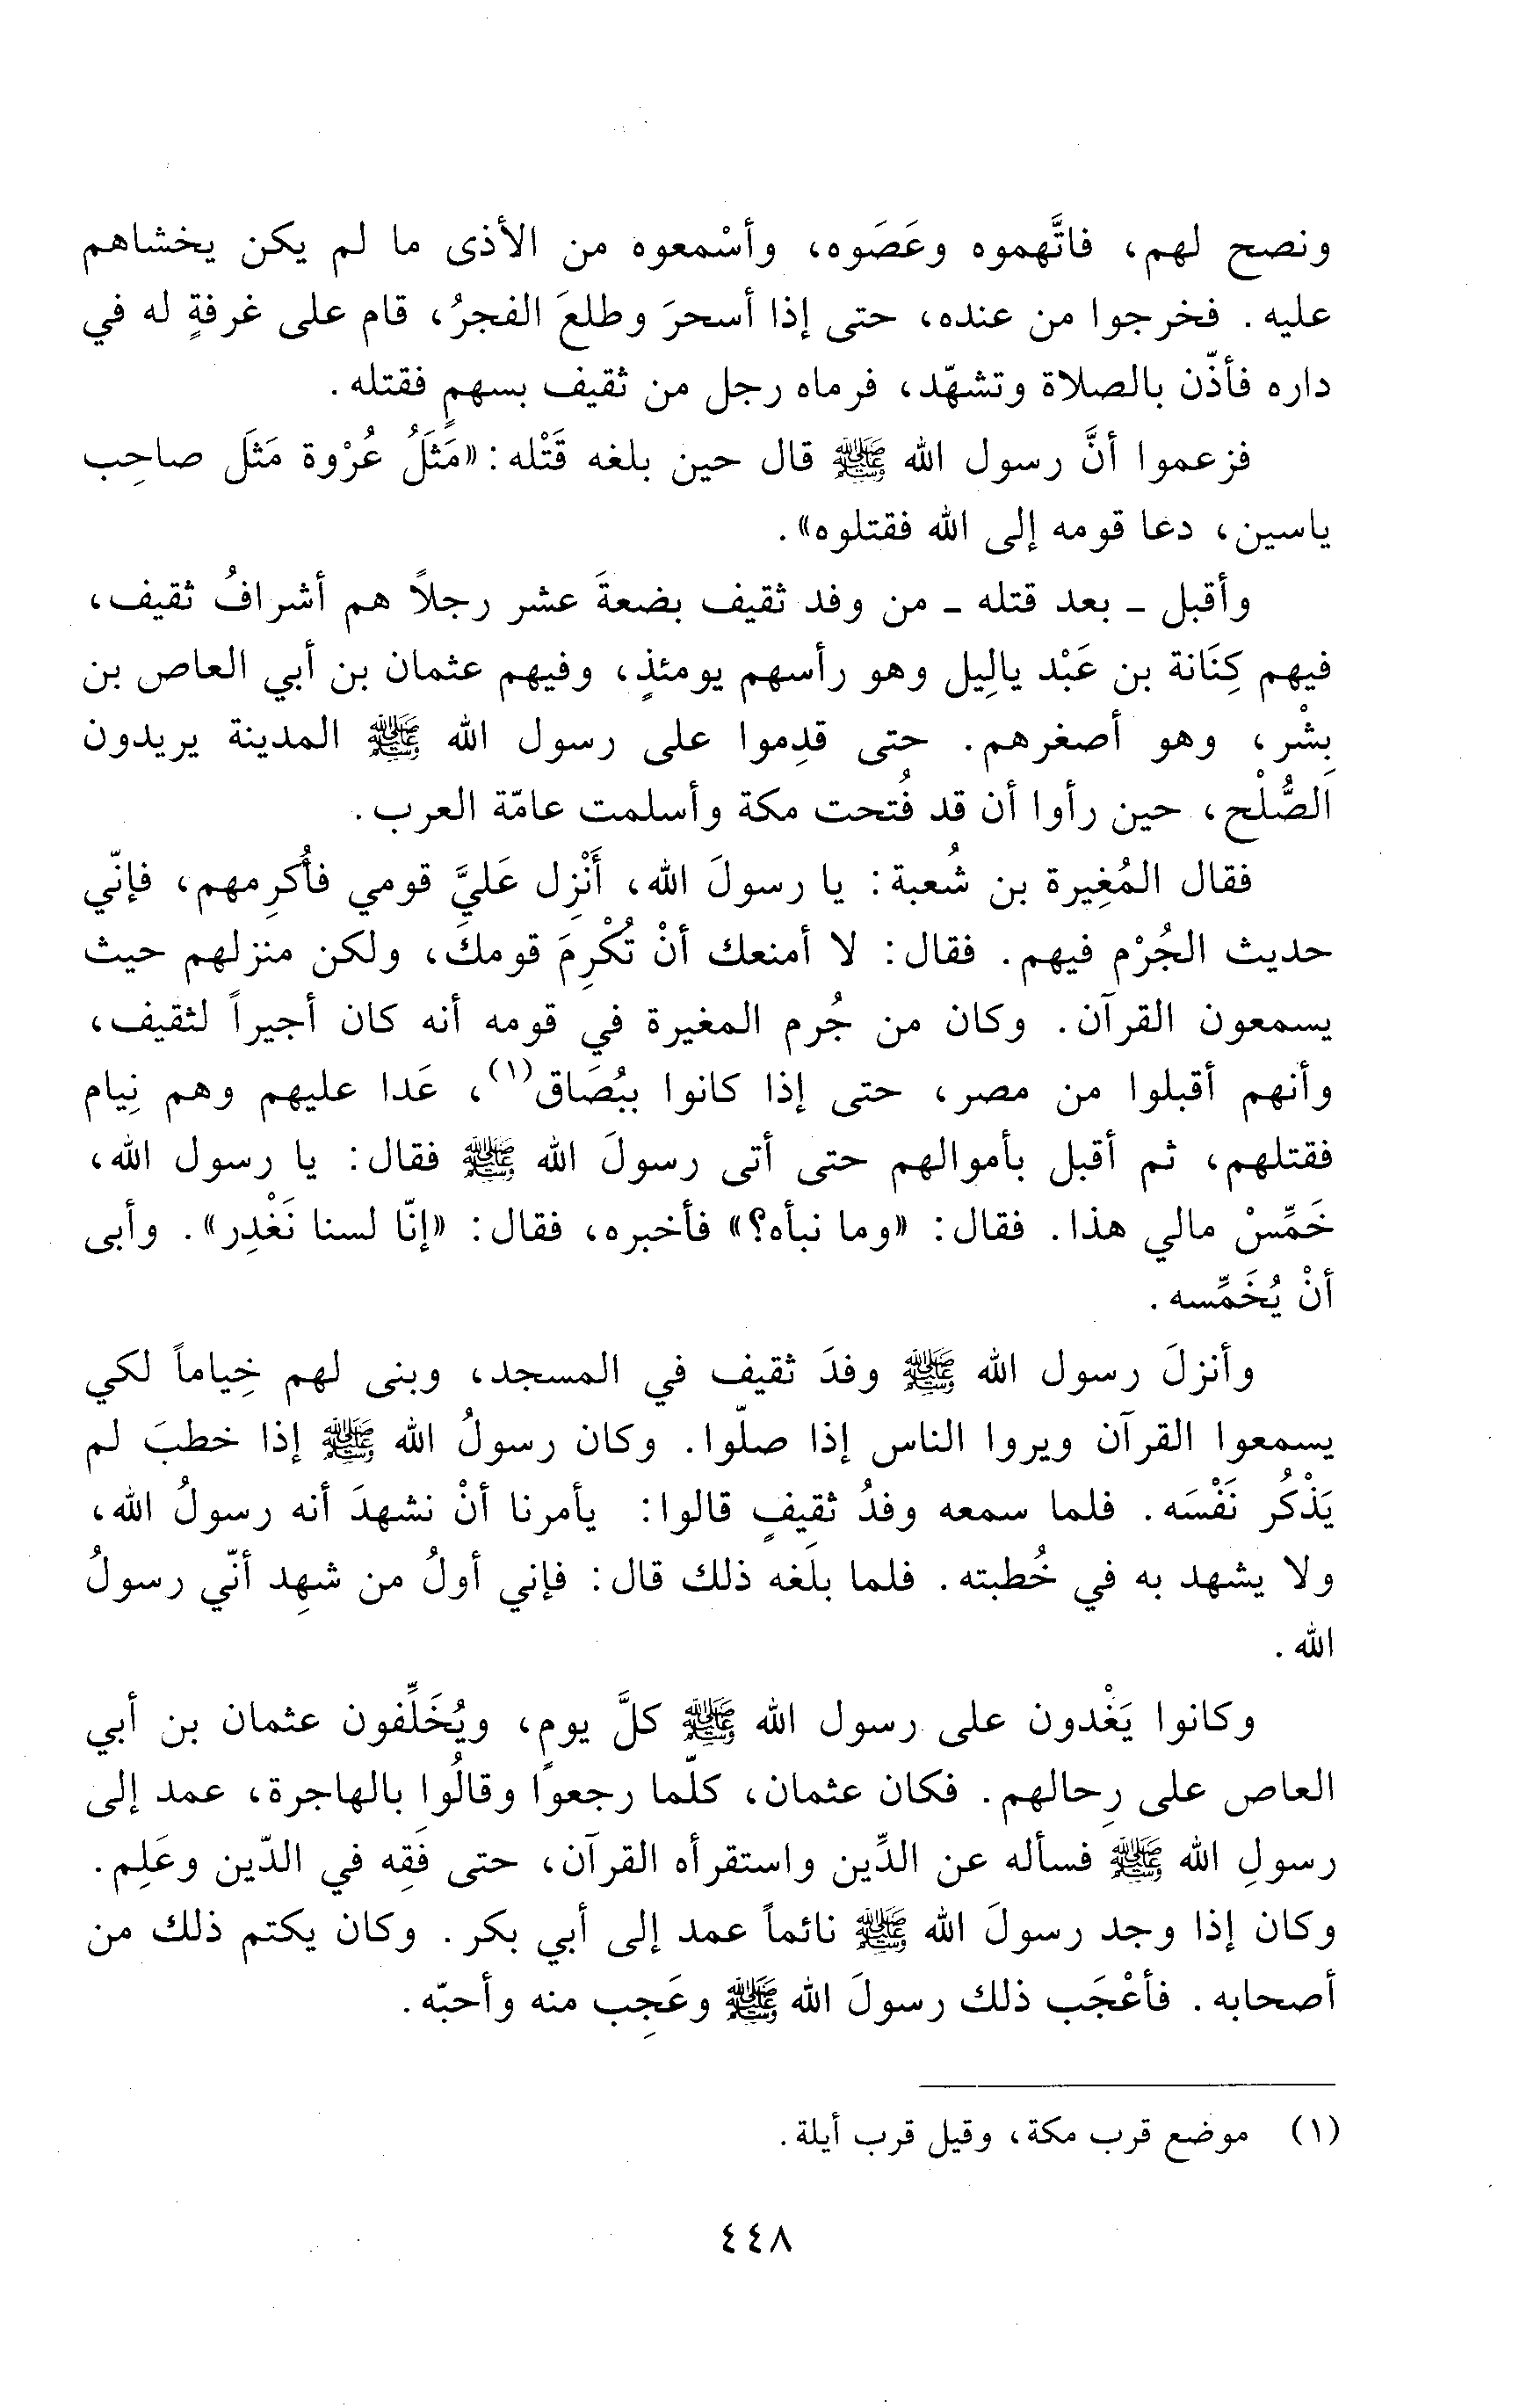 ونصح لهم، فاتَّهموه وعَصَوه، وأسْمعوه من الأذى ما لم يكن يخشاهم
عليه. فخرجوا من عنده، حتى إذا أسحرَ وطلعَ الفجرُ، قام على غرفةٍ له في
داره فأذّن بالصلاة وتشهّد، فرماه رجل من ثقيف بسهمٍ فقتله.
فزعموا أنَّ رسول الله ﷺ قال حين بلغه قَتْله: «مَثَلُ عُرْوة مَثَل صاحِب
ياسين، دعا قومه إلى الله فقتلوه».
وأقبل ـ بعد قتله ـ من وفد ثقيف بضعةَ عشر رجلاً هم أشرافُ ثقيف،
فيهم كِنَانة بن عَبْد يالِيل وهو رأسهم يومئذٍ، وفيهم عثمان بن أبي العاص بن
بِشْر، وهو أصغرهم. حتى قدِموا على رسول الله ﷺ المدينة يريدون
الصُّلْح، حين رأوا أن قد فُتحت مكة وأسلمت عامّة العرب.
فقال المُغِيرة بن شُعبة: يا رسولَ الله، أَنْزِل عَليَّ قومي فأُكرِمهم، فإنّي
حديث الجُرْم فيهم. فقال: لا أمنعك أنْ تُكْرِمَ قومكَ، ولكن منزلهم حيث
يسمعون القرآن. وكان من جُرم المغيرة في قومه أنه كان أجيراً لثقيف،
وأنهم أقبلوا من مصر، حتى إذا كانوا ببُصَاق(١)، عَدا عليهم وهم نِيام
فقتلهم، ثم أقبل بأموالهم حتى أتى رسولَ الله ﷺ فقال: يا رسول الله،
خَمِّسْ مالي هذا. فقال: «وما نبأه؟» فأخبره، فقال: «إنّا لسنا نَغْدِر». وأبى
أنْ يُخَمِّسه.
وأنزلَ رسول الله ﷺ وفدَ ثقيف في المسجد، وبنى لهم خِياماً لكي
يسمعوا القرآن ويروا الناس إذا صلّوا. وكان رسولُ الله ﷺ إذا خطبَ لم
يَذْكُر نَفْسَه. فلما سمعه وفدُ ثقِيفٍ قالوا: يأمرنا أنْ نشهدَ أنه رسولُ الله،
ولا يشهد به في خُطبته. فلما بلَغه ذلك قال: فإني أولُ من شهِد أنّي رسولُ
الله.
وكانوا يَغْدون على رسول الله ﷺ كلَّ يوم، ويُخَلِّفون عثمان بن أبي
العاص على رِحالهم. فكان عثمان، كلّما رجعوا وقالُوا بالهاجرة، عمد إلى
رسولِ الله ﷺ فسأله عن الدِّين واستقرأه القرآن، حتى فَقِه في الدّين وعَلِم.
وكان إذا وجد رسولَ الله ﷺ نائماً عمد إلى أبي بكر. وكان يكتم ذلك من
أصحابه. فأعْجَب ذلك رسولَ الله ﷺ وعَجِب منه وأحبّه.
(١) موضع قرب مكة، وقيل قرب أيلة.
٤٤٨